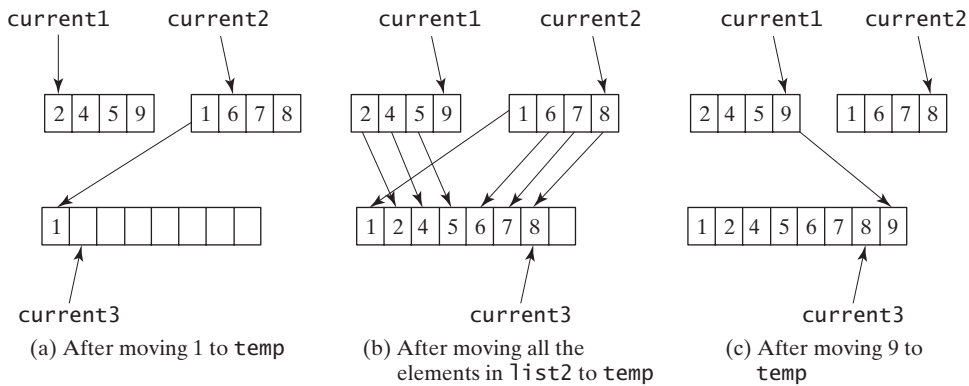 current1 current2 current1 current2 current1 current2
2 4 5 9 1 6 7 8 2 4 5 9 1 6 7 8 2 4 5 9 1 6 7 8
1 1 2 4 5 6 7 8 1 2 4 5 6 7 8 9
current3 current3 current3
(a) After moving 1 to temp
(b) After moving all the
elements in list2 to temp
(c) After moving 9 to
temp